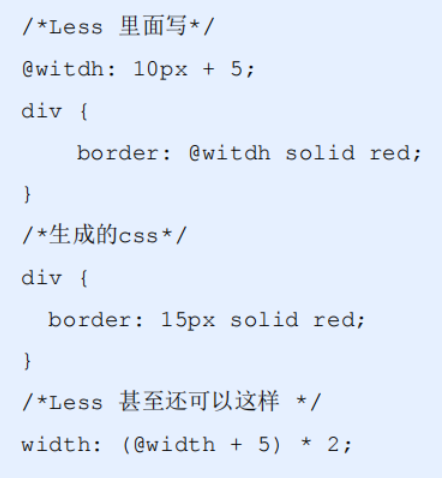 /*Less 里面写*/
@witdh: 10px + 5;
div {
    border: @witdh solid red;
}
/*生成的css*/
div {
  border: 15px solid red;
}
/*Less 甚至还可以这样 */
width: (@width + 5) * 2;